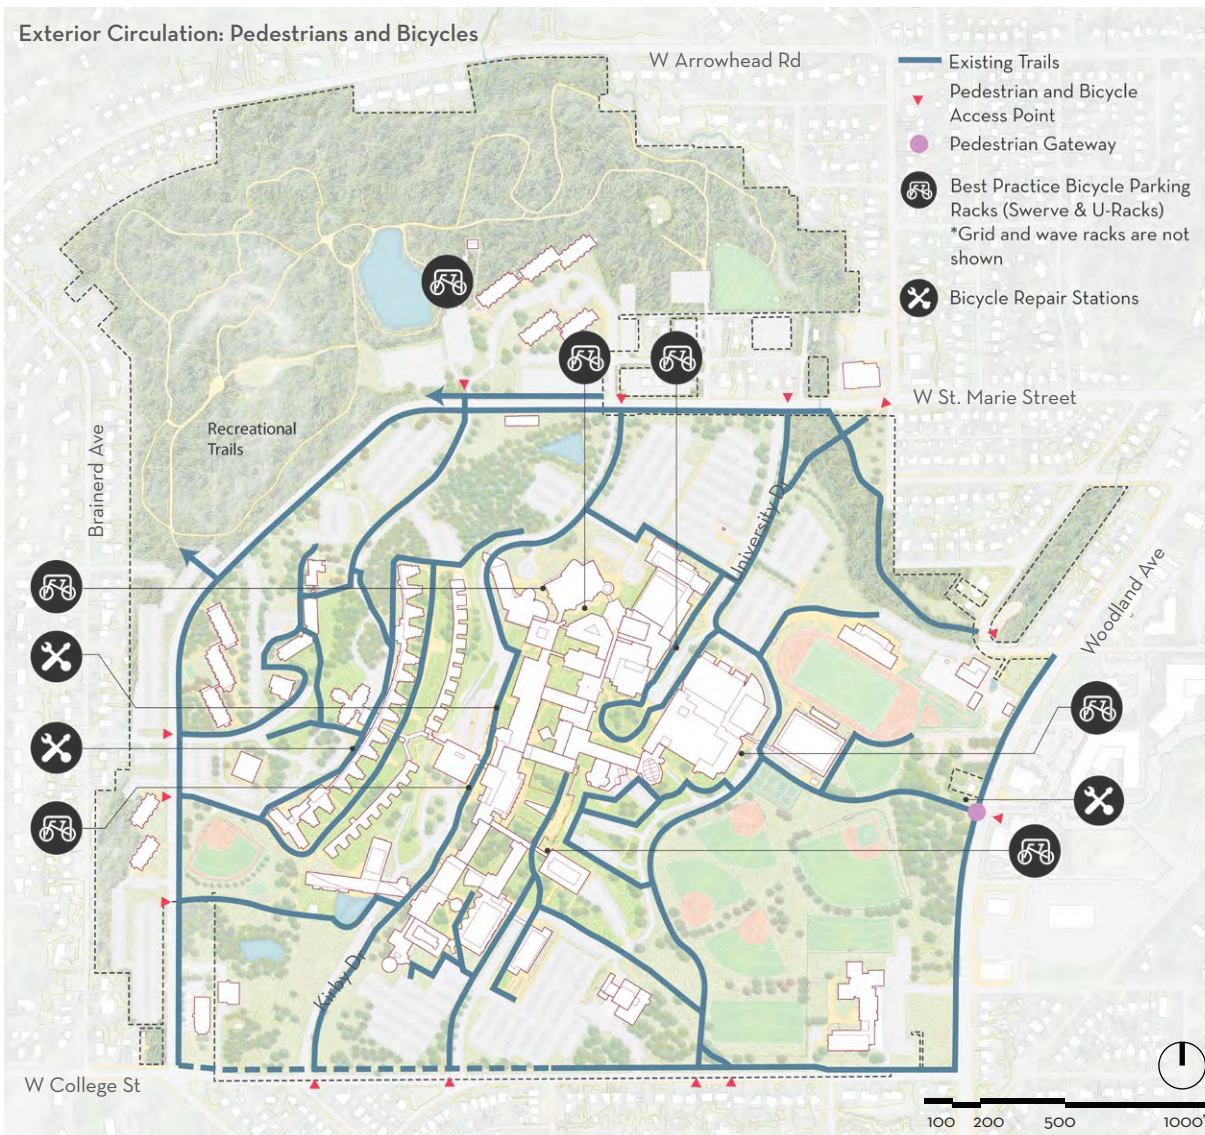 Exterior Circulation: Pedestrians and Bicycles
W Arrowhead Rd
Existing Trails
Pedestrian and Bicycle
Access Point
Pedestrian Gateway
Best Practice Bicycle Parking
Racks (Swerve & U-Racks)
*Grid and wave racks are not
shown
Bicycle Repair Stations
W St. Marie Street
Recreational
Trails
Brainerd Ave
University Dr
Woodland Ave
Kirby Dr
W College St
100 200 500 1000'